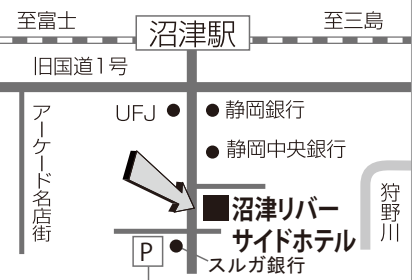 至富士
沼津駅
至三島
旧国道1号
UFJ
静岡銀行
静岡中央銀行
アーケード名店街
狩野川
沼津リバー
サイドホテル
P
スルガ銀行